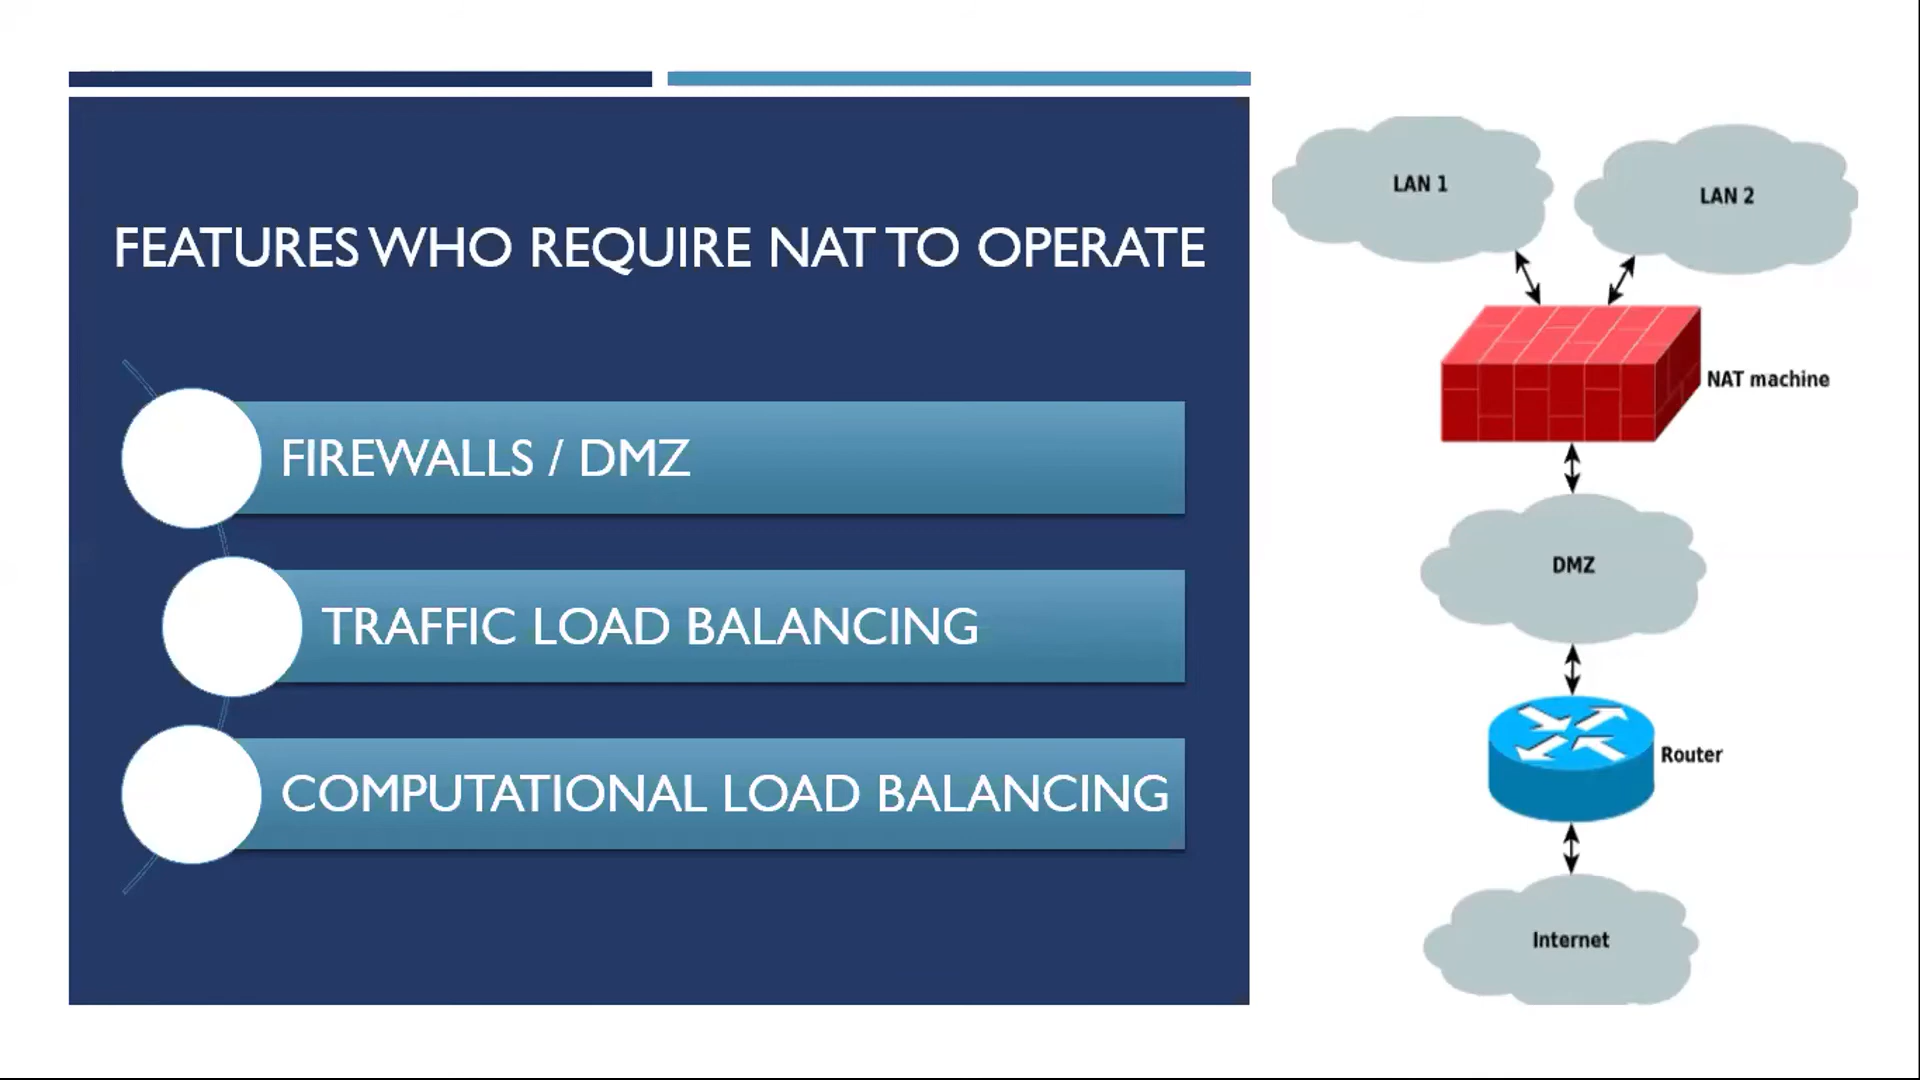 FEATURES WHO REQUIRE NAT TO OPERATE
FIREWALLS / DMZ
TRAFFIC LOAD BALANCING
COMPUTATIONAL LOAD BALANCING
LAN 1
LAN 2
NAT machine
DMZ
Router
Internet